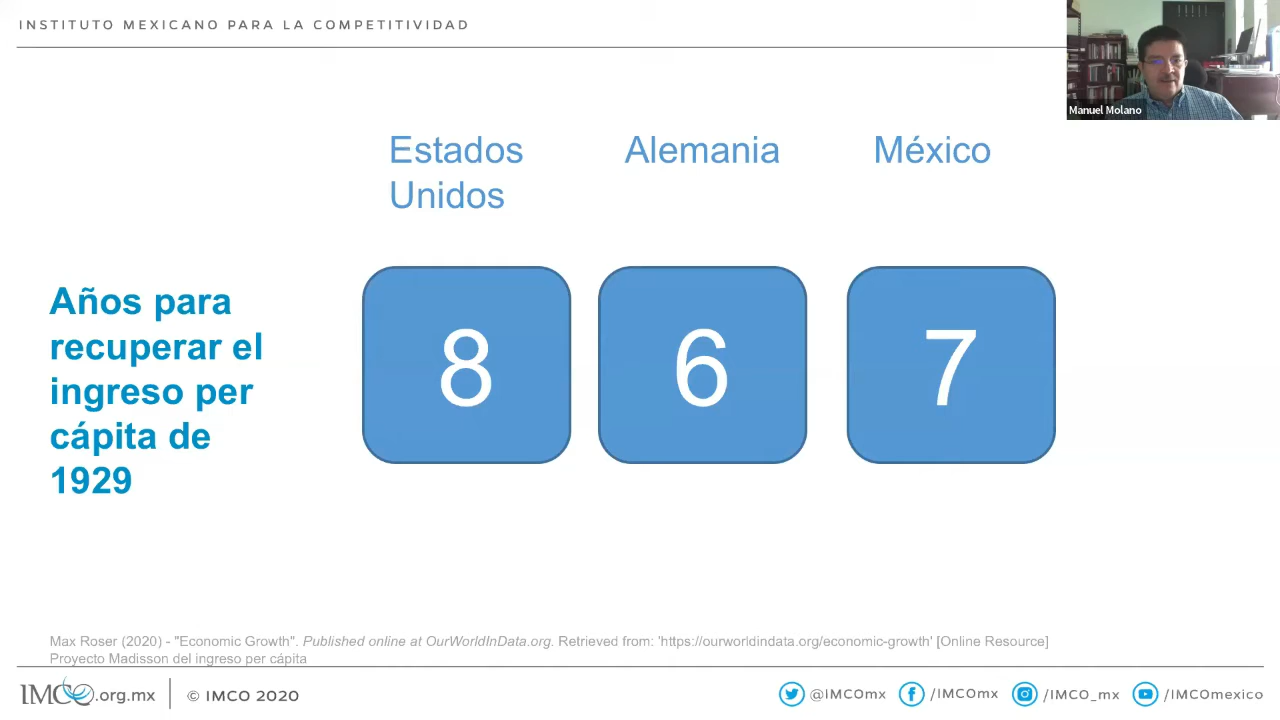 INSTITUTO MEXICANO PARA LA COMPETITIVIDAD
Manuel Molano
Estados
Unidos
Alemania
México
Años para
recuperar el
ingreso per
cápita de
1929
8
6
7
Max Roser (2020) - "Economic Growth". Published online at OurWorldInData.org. Retrieved from: 'https://ourworldindata.org/economic-growth' [Online Resource]
Proyecto Madisson del ingreso per cápita
IMCO.org.mx
© IMCO 2020
@IMCOmx
/IMCOmx
/IMCO_mx
/IMCOmexico